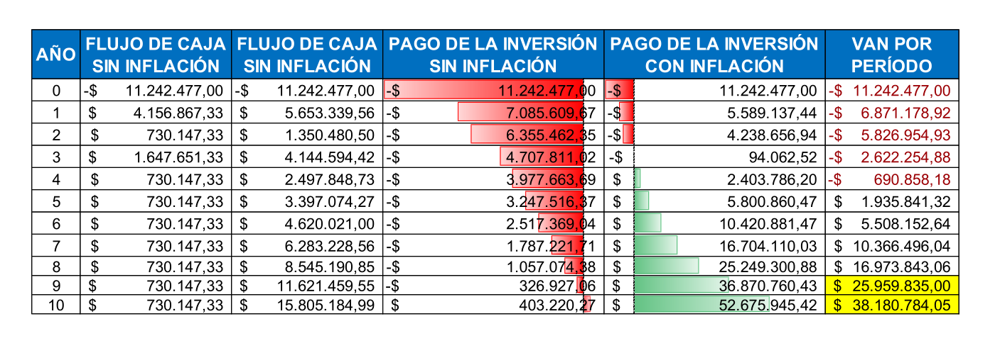 AÑO FLUJO DE CAJA SIN INFLACIÓN FLUJO DE CAJA SIN INFLACIÓN PAGO DE LA INVERSIÓN SIN INFLACIÓN PAGO DE LA INVERSIÓN CON INFLACIÓN VAN POR PERÍODO
0 -$ 11.242.477,00 -$ 11.242.477,00 -$ 11.242.477,00 -$ 11.242.477,00 -$ 11.242.477,00
1 $ 4.156.867,33 $ 5.653.339,56 -$ 7.085.609,67 -$ 5.589.137,44 -$ 6.871.178,92
2 $ 730.147,33 $ 1.350.480,50 -$ 6.355.462,35 -$ 4.238.656,94 -$ 5.826.954,93
3 $ 1.647.651,33 $ 4.144.594,42 -$ 4.707.811,02 -$ 94.062,52 -$ 2.622.254,88
4 $ 730.147,33 $ 2.497.848,73 -$ 3.977.663,69 $ 2.403.786,20 -$ 690.858,18
5 $ 730.147,33 $ 3.397.074,27 -$ 3.247.516,37 $ 5.800.860,47 $ 1.935.841,32
6 $ 730.147,33 $ 4.620.021,00 -$ 2.517.369,04 $ 10.420.881,47 $ 5.508.152,64
7 $ 730.147,33 $ 6.283.228,56 -$ 1.787.221,71 $ 16.704.110,03 $ 10.366.496,04
8 $ 730.147,33 $ 8.545.190,85 -$ 1.057.074,38 $ 25.249.300,88 $ 16.973.843,06
9 $ 730.147,33 $ 11.621.459,55 -$ 326.927,06 $ 36.870.760,43 $ 25.959.835,00
10 $ 730.147,33 $ 15.805.184,99 $ 403.220,27 $ 52.675.945,42 $ 38.180.784,05